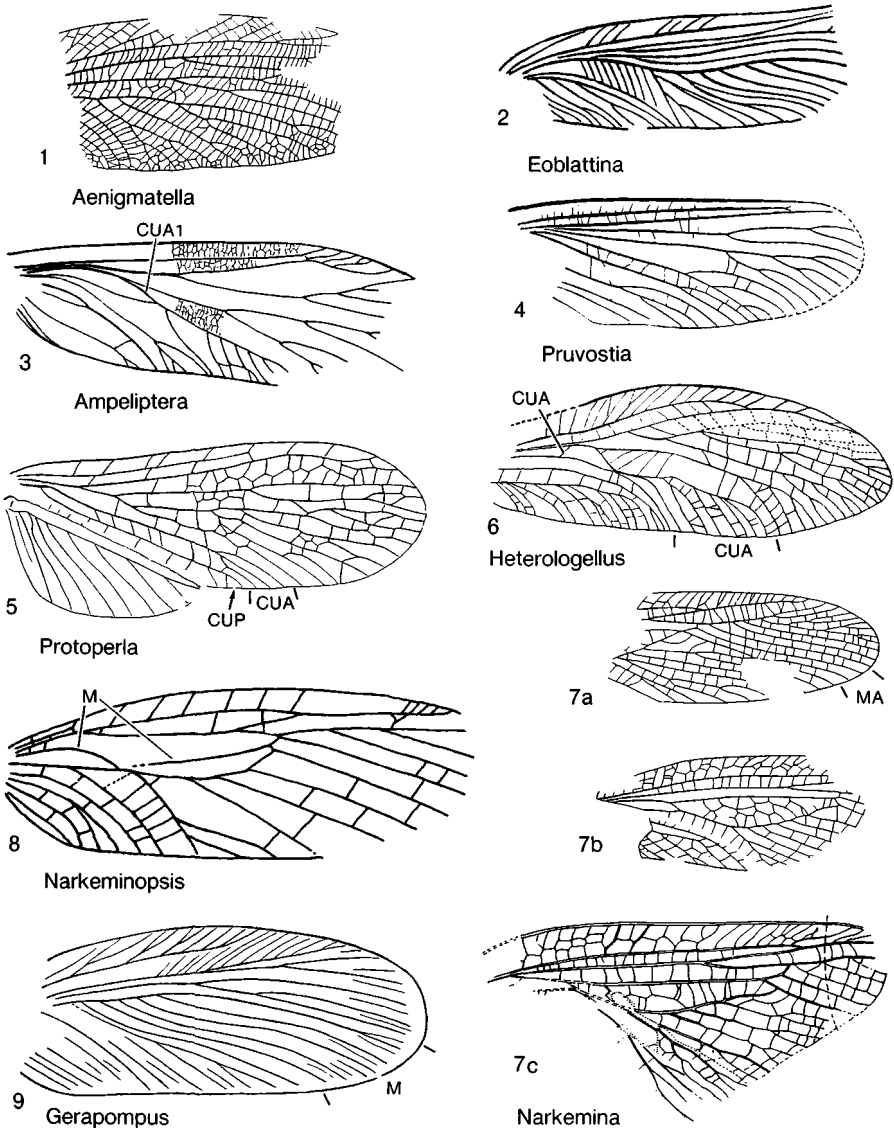 1
Aenigmatella
2
Eoblattina
CUA1
3
Ampeliptera
4
Pruvostia
5
CUP
CUA
Protoperla
CUA
6
CUA
Heterologellus
7a
MA
M
8
Narkeminopsis
7b
9
M
Gerapompus
7c
Narkemina